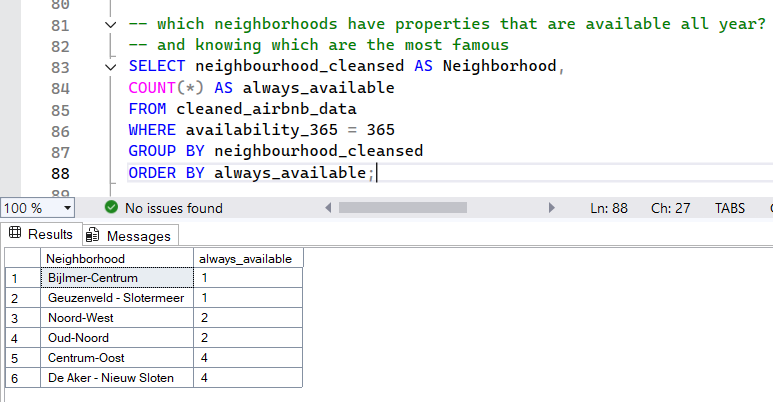 80
81 -- which neighborhoods have properties that are available all year?
82 -- and knowing which are the most famous
83 SELECT neighbourhood_cleansed AS Neighborhood,
84 COUNT(*) AS always_available
85 FROM cleaned_airbnb_data
86 WHERE availability_365 = 365
87 GROUP BY neighbourhood_cleansed
88 ORDER BY always_available;
89
100 % No issues found Ln: 88 Ch: 27 TABS
Results Messages
Neighborhood always_available
1 Bijlmer-Centrum 1
2 Geuzenveld - Slotermeer 1
3 Noord-West 2
4 Oud-Noord 2
5 Centrum-Oost 4
6 De Aker - Nieuw Sloten 4